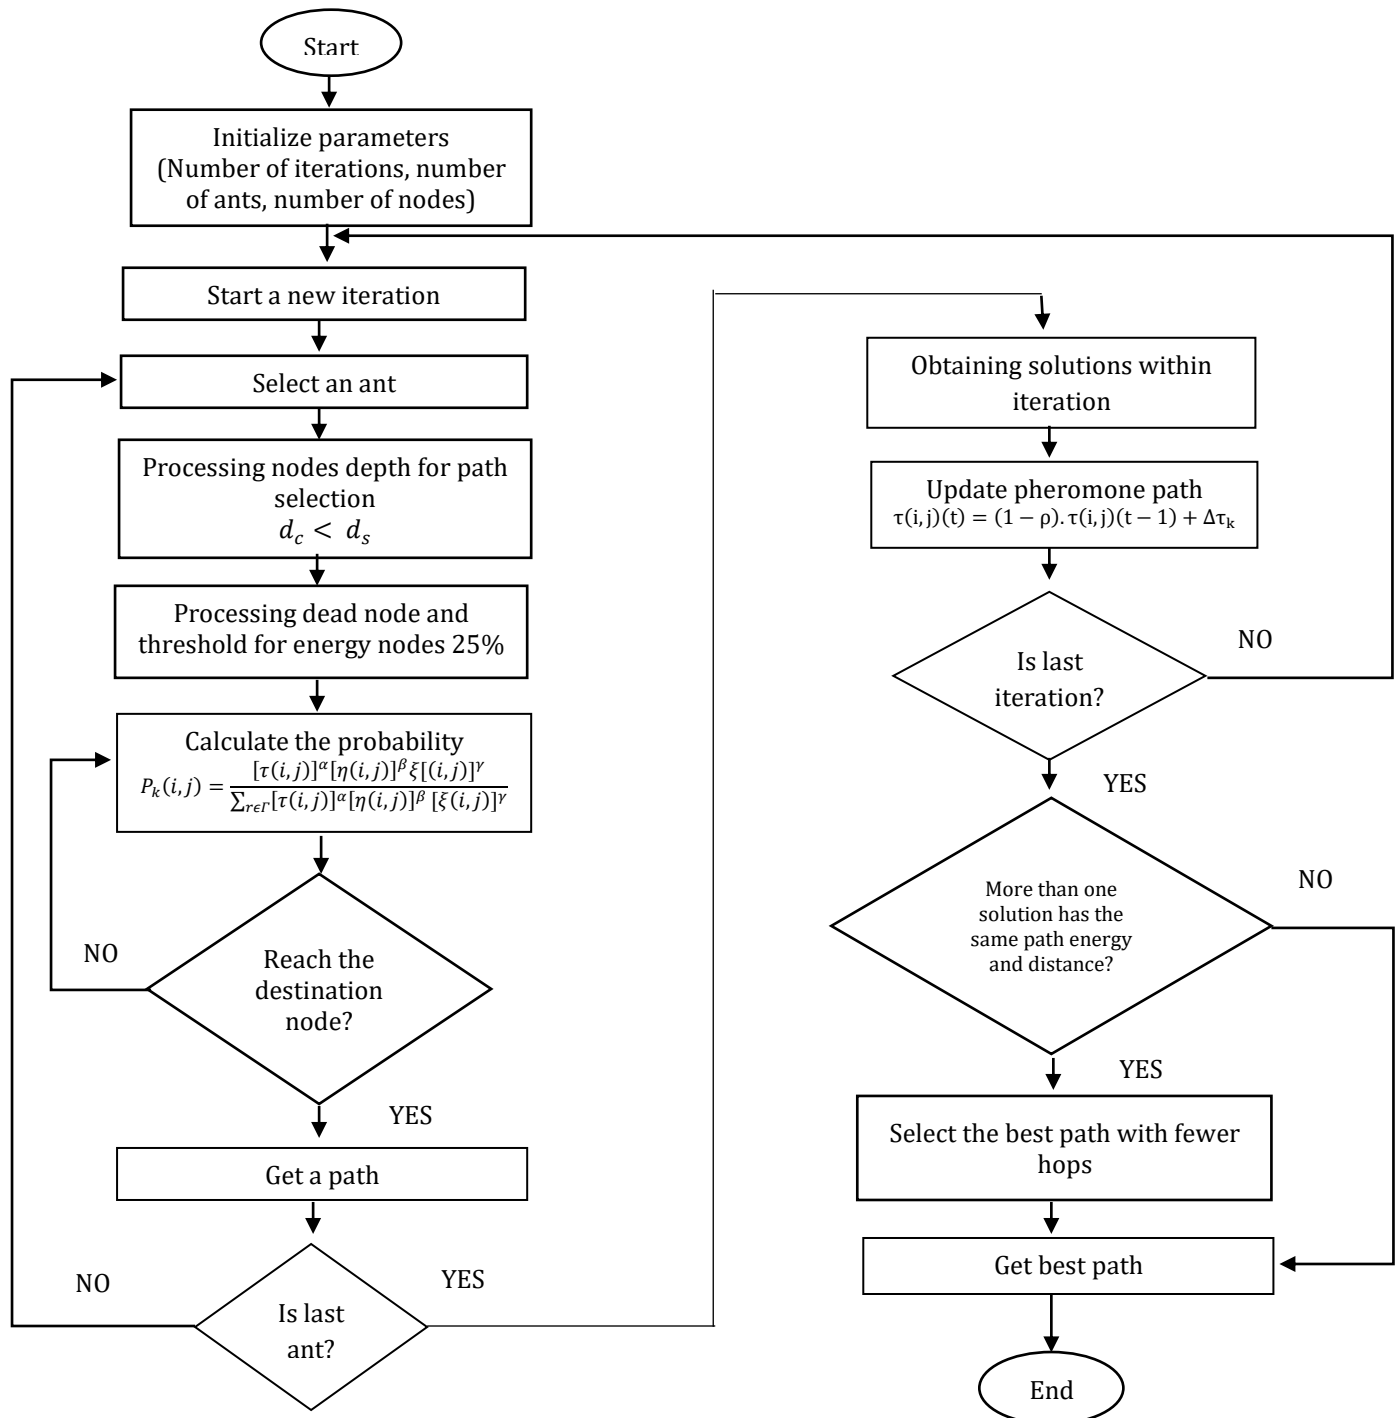 Start
Initialize parameters
(Number of iterations, number
of ants, number of nodes)
Start a new iteration
Select an ant
Processing nodes depth for path
selection
d_c < d_s
Processing dead node and
threshold for energy nodes 25%
Calculate the probability
P_k(i,j) = \frac{[τ(i,j)]^α[η(i,j)]^β ξ[(i,j)]^γ}{∑_{rϵΓ}[τ(i,j)]^α[η(i,j)]^β [ξ(i,j)]^γ}
NO
Reach the
destination
node?
YES
Get a path
NO
YES
Is last
ant?
Obtaining solutions within
iteration
Update pheromone path
τ(i,j)(t) = (1 − ρ).τ(i,j)(t − 1) + Δτ_k
NO
Is last
iteration?
YES
NO
More than one
solution has the
same path energy
and distance?
YES
Select the best path with fewer
hops
Get best path
End